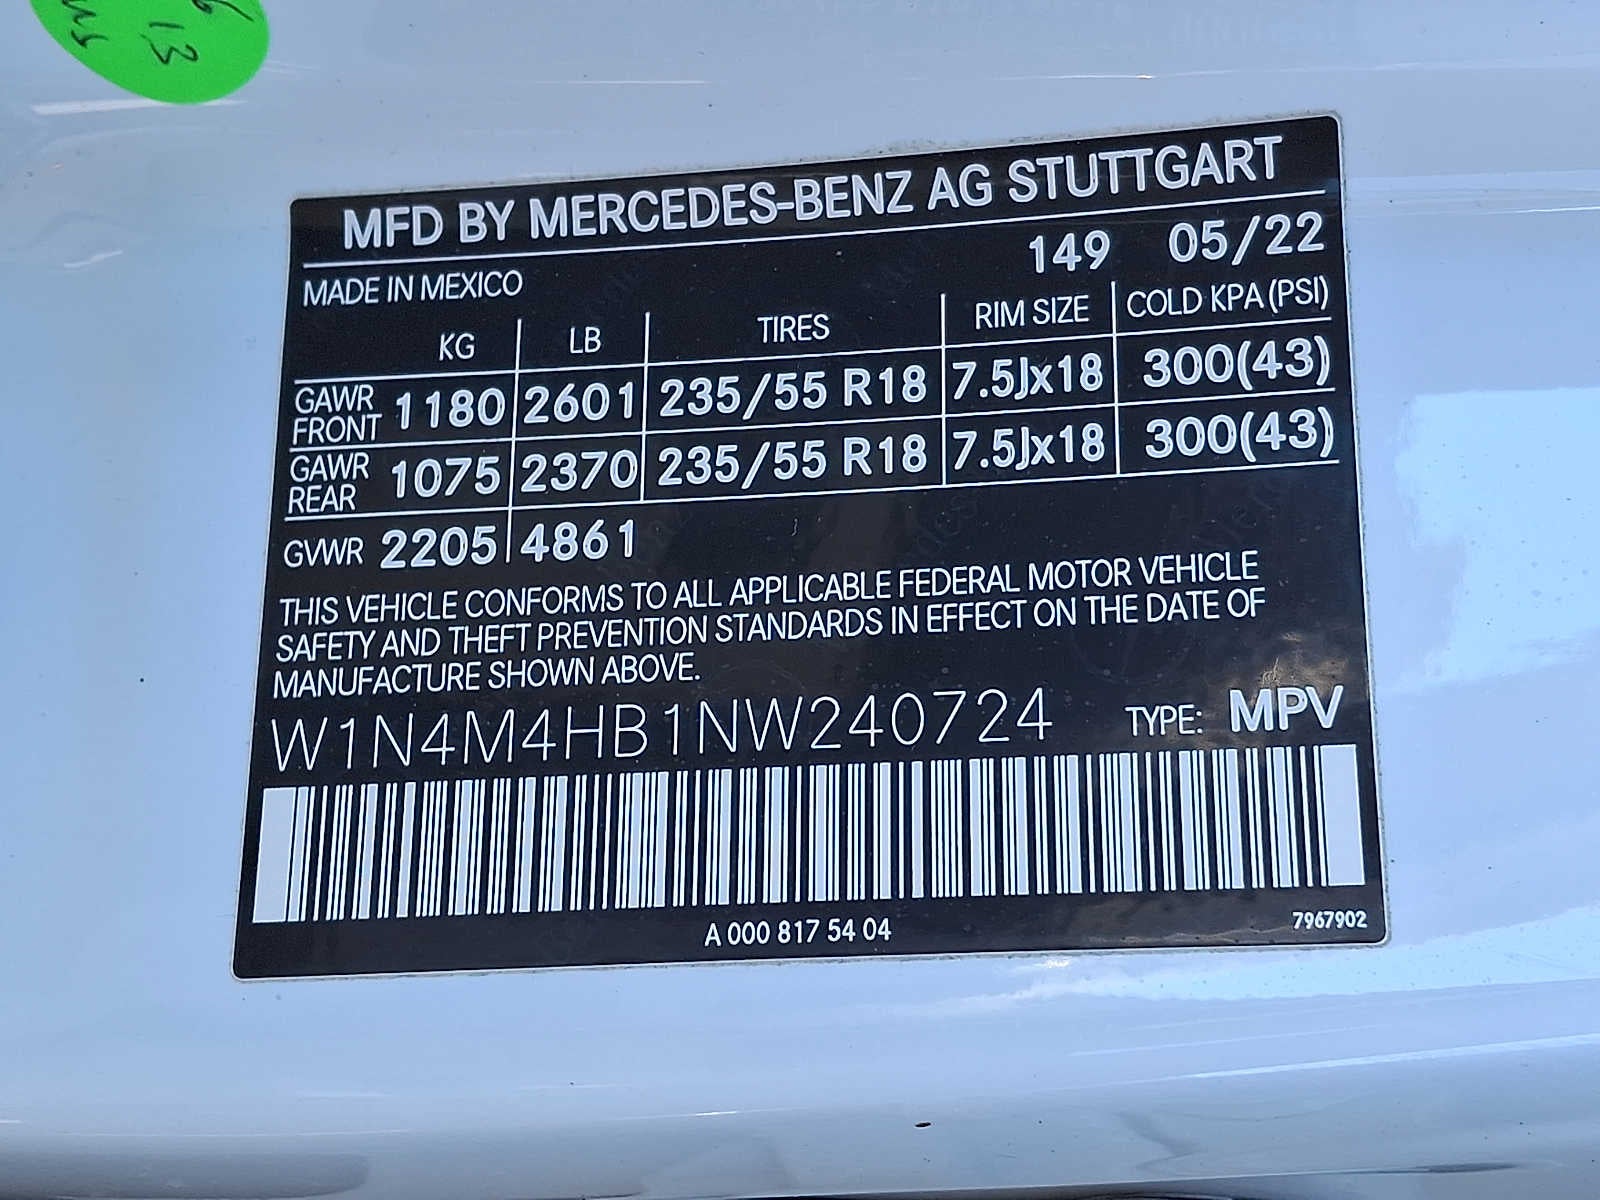 13
MFD BY MERCEDES-BENZ AG STUTTGART
MADE IN MEXICO 149 05/22
KG LB TIRES RIM SIZE COLD KPA (PSI)
GAWR FRONT 1180 2601 235/55 R18 7.5Jx18 300(43)
GAWR REAR 1075 2370 235/55 R18 7.5Jx18 300(43)
GVWR 2205 4861
THIS VEHICLE CONFORMS TO ALL APPLICABLE FEDERAL MOTOR VEHICLE
SAFETY AND THEFT PREVENTION STANDARDS IN EFFECT ON THE DATE OF
MANUFACTURE SHOWN ABOVE.
W1N4M4HB1NW240724 TYPE: MPV
A 000 817 54 04 7967902